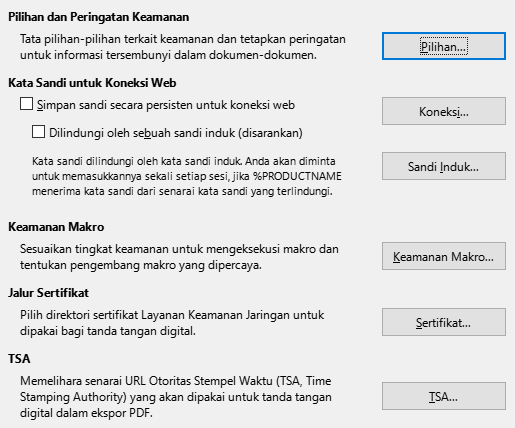 Pilihan dan Peringatan Keamanan
Tata pilihan-pilihan terkait keamanan dan tetapkan peringatan
untuk informasi tersembunyi dalam dokumen-dokumen.
Pilihan...
Kata Sandi untuk Koneksi Web
Simpan sandi secara persisten untuk koneksi web
Koneksi...
Dilindungi oleh sebuah sandi induk (disarankan)
Kata sandi dilindungi oleh kata sandi induk. Anda akan diminta
untuk memasukkannya sekali setiap sesi, jika %PRODUCTNAME
menerima kata sandi dari senarai kata sandi yang terlindungi.
Sandi Induk...
Keamanan Makro
Sesuaikan tingkat keamanan untuk mengeksekusi makro dan
tentukan pengembang makro yang dipercaya.
Keamanan Makro...
Jalur Sertifikat
Pilih direktori sertifikat Layanan Keamanan Jaringan untuk
dipakai bagi tanda tangan digital.
Sertifikat...
TSA
Memelihara senarai URL Otoritas Stempel Waktu (TSA, Time
Stamping Authority) yang akan dipakai untuk tanda tangan
digital dalam ekspor PDF.
TSA...